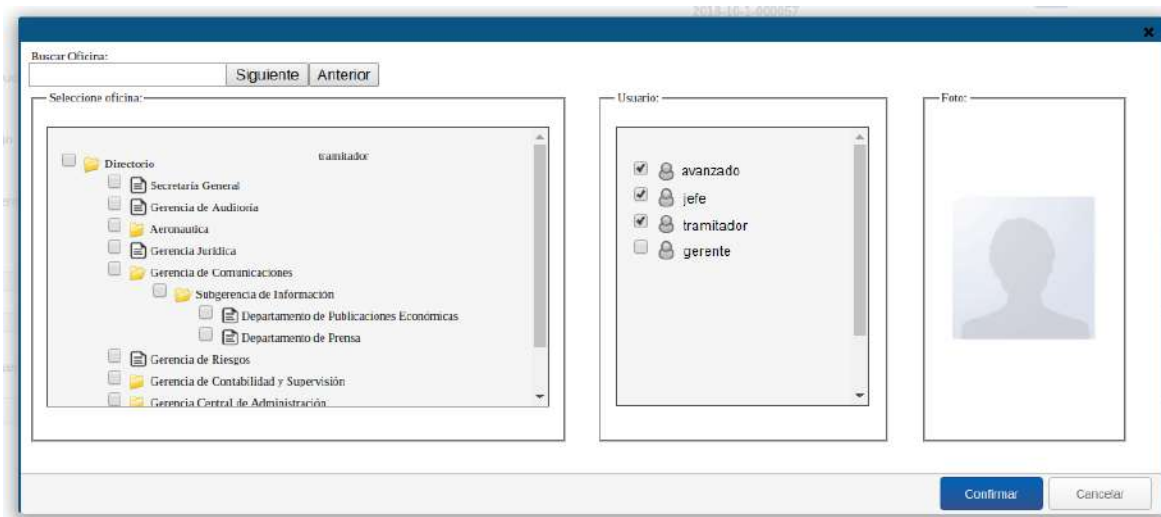 2018-10-1-000057
Buscar Oficina:
Siguiente Anterior
Seleccione oficina:
tramitador
Directorio
Secretaría General
Gerencia de Auditoría
Aeronautica
Gerencia Jurídica
Gerencia de Comunicaciones
Subgerencia de Información
Departamento de Publicaciones Económicas
Departamento de Prensa
Gerencia de Riesgos
Gerencia de Contabilidad y Supervisión
Gerencia Central de Administración
Usuario:
avanzado
jefe
tramitador
gerente
Foto:
Confirmar Cancelar